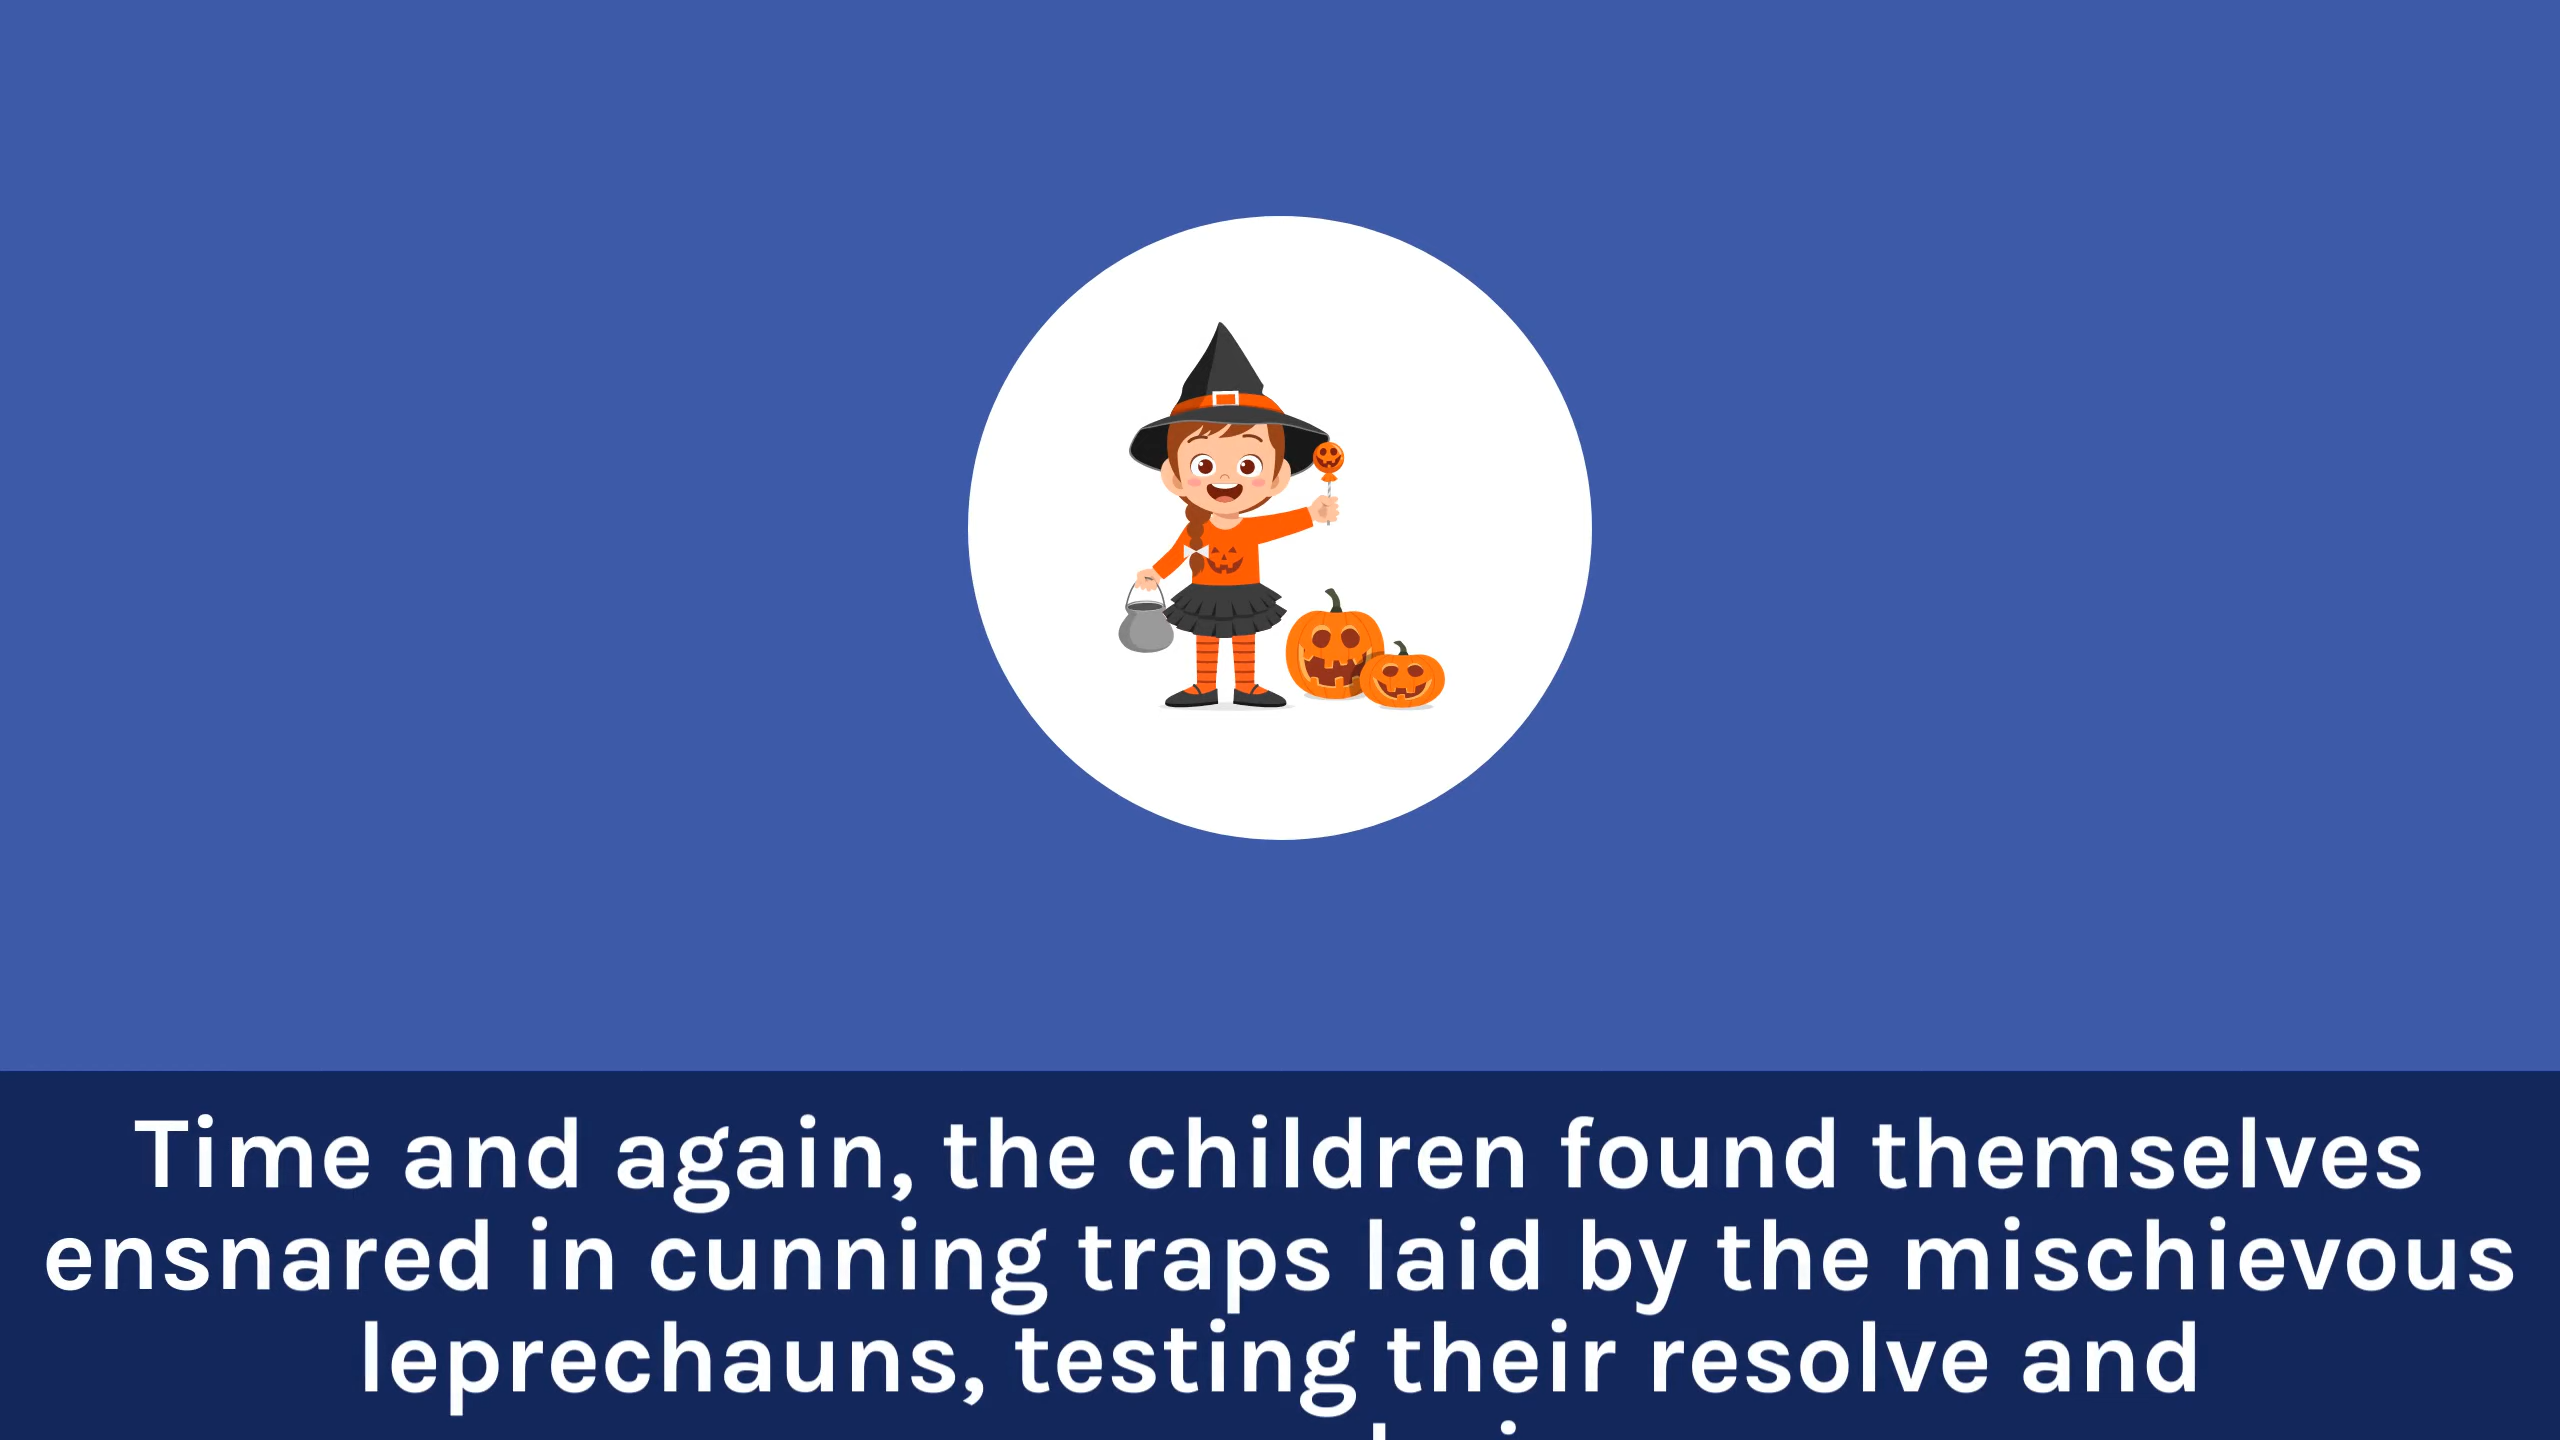 Time and again, the children found themselves
ensnared in cunning traps laid by the mischievous
leprechauns, testing their resolve and